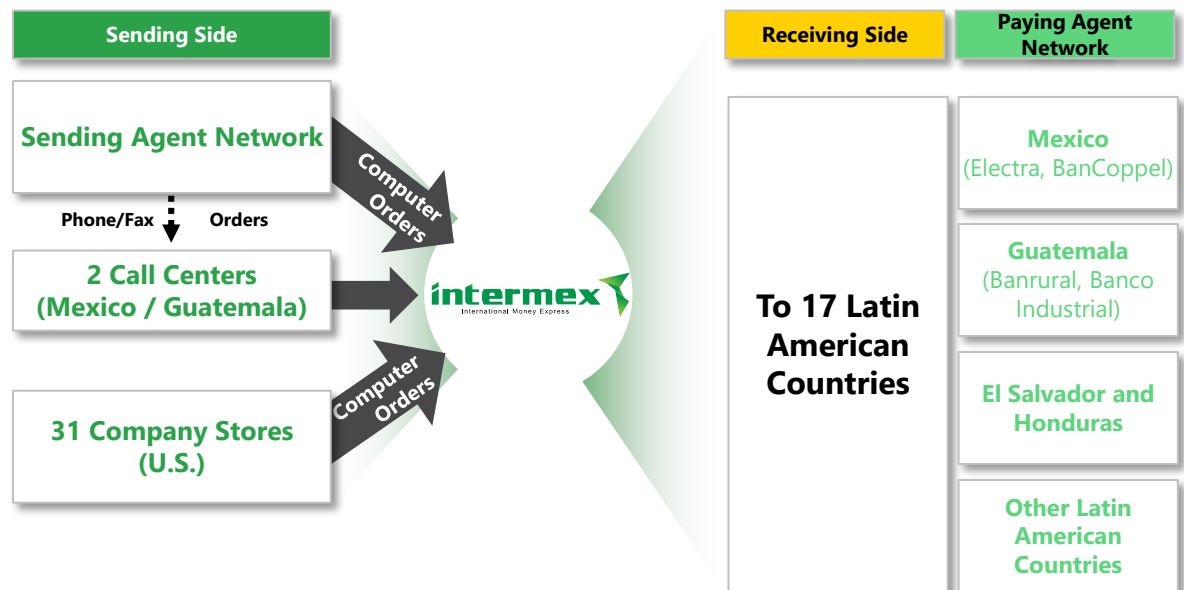 Sending Side
Sending Agent Network
Phone/Fax Orders
2 Call Centers
(Mexico / Guatemala)
31 Company Stores
(U.S.)
Computer
Orders
Computer
Orders
intermex
International Money Express
Receiving Side
To 17 Latin
American
Countries
Paying Agent
Network
Mexico
(Electra, BanCoppel)
Guatemala
(Banrural, Banco
Industrial)
El Salvador and
Honduras
Other Latin
American
Countries